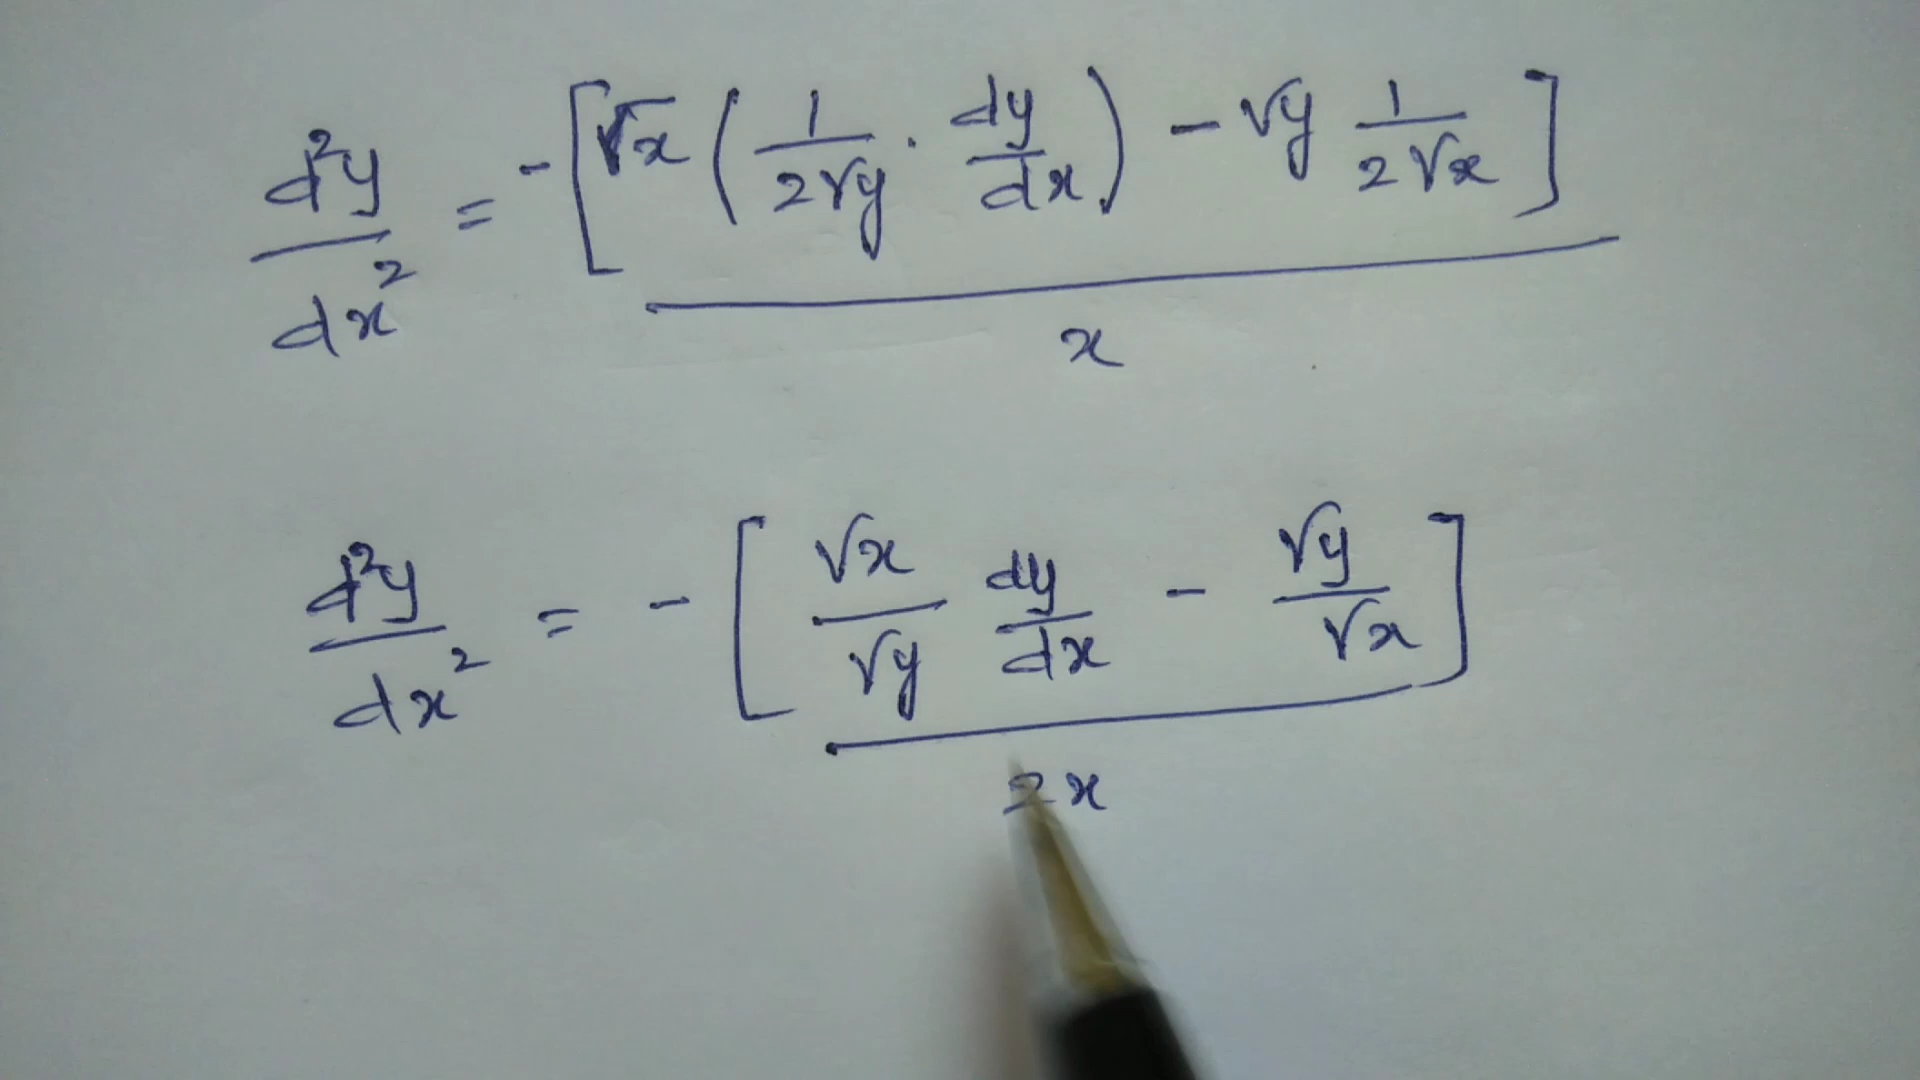 d²y/dx² = -[√x (1/2√y · dy/dx) - √y 1/2√x] / x
d²y/dx² = - [√x/√y dy/dx - √y/√x] / 2x